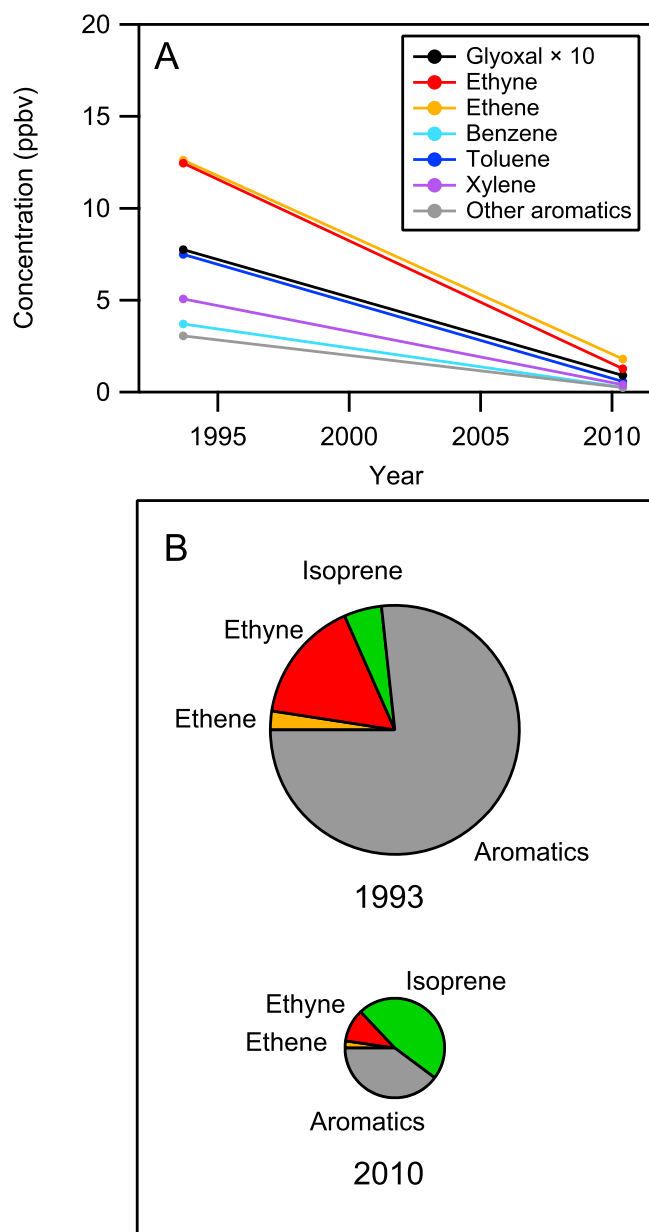 A
Glyoxal × 10
Ethyne
Ethene
Benzene
Toluene
Xylene
Other aromatics
Concentration (ppbv)
20
15
10
5
0
1995 2000 2005 2010
Year
B
Isoprene
Ethyne
Ethene
Aromatics
1993
Isoprene
Ethyne
Ethene
Aromatics
2010